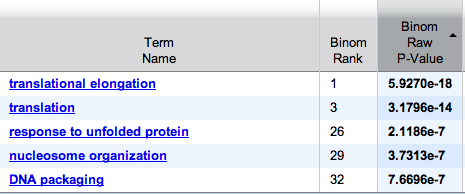 Term Name Binom Rank Binom Raw P-Value
translational elongation 1 5.9270e-18
translation 3 3.1796e-14
response to unfolded protein 26 2.1186e-7
nucleosome organization 29 3.7313e-7
DNA packaging 32 7.6696e-7